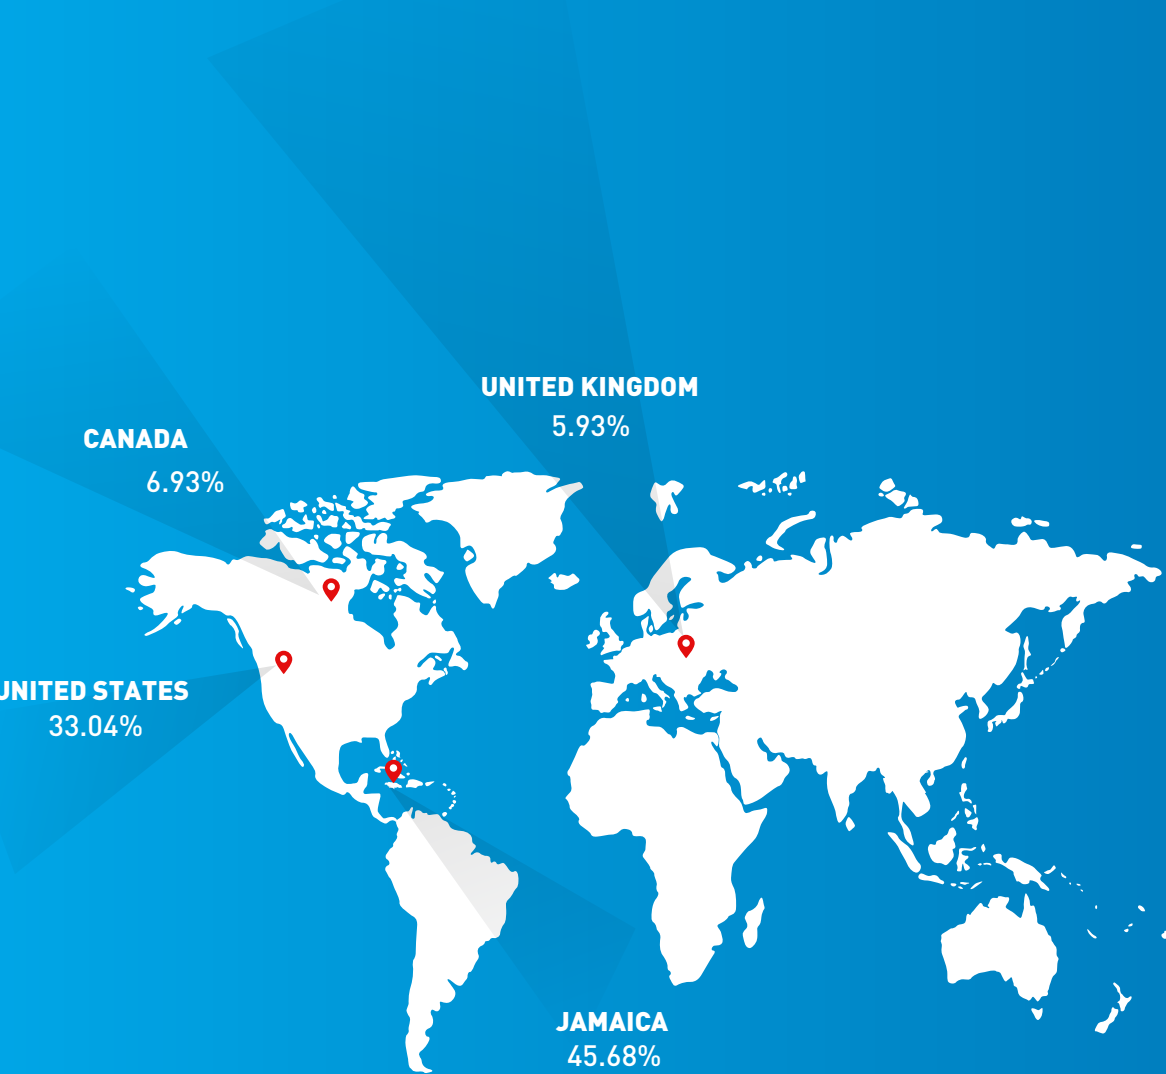 UNITED KINGDOM
5.93%
CANADA
6.93%
UNITED STATES
33.04%
JAMAICA
45.68%